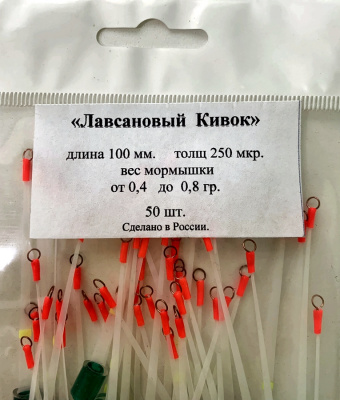 «Лавсановый Кивок»
длина 100 мм. толщ 250 мкр.
вес мормышки
от 0,4 до 0,8 гр.
50 шт.
Сделано в России.